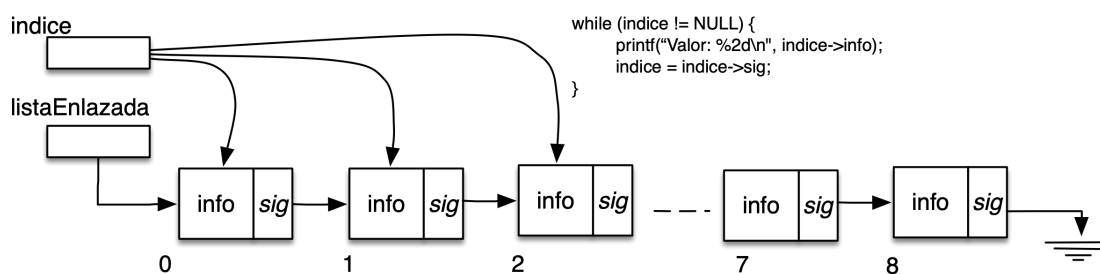 indice
while (indice != NULL) {
printf(“Valor: %2d\n", indice->info);
indice = indice->sig;
}
listaEnlazada
info sig info sig info sig info sig info sig
0 1 2 7 8